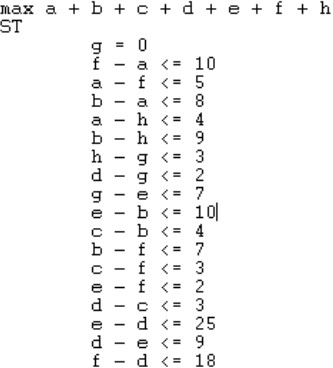 max a + b + c + d + e + f + h
ST
g = 0
f - a <= 10
a - f <= 5
b - a <= 8
a - h <= 4
b - h <= 9
h - g <= 3
d - g <= 2
g - e <= 7
e - b <= 10
c - b <= 4
b - f <= 7
c - f <= 3
e - f <= 2
d - c <= 3
e - d <= 25
d - e <= 9
f - d <= 18